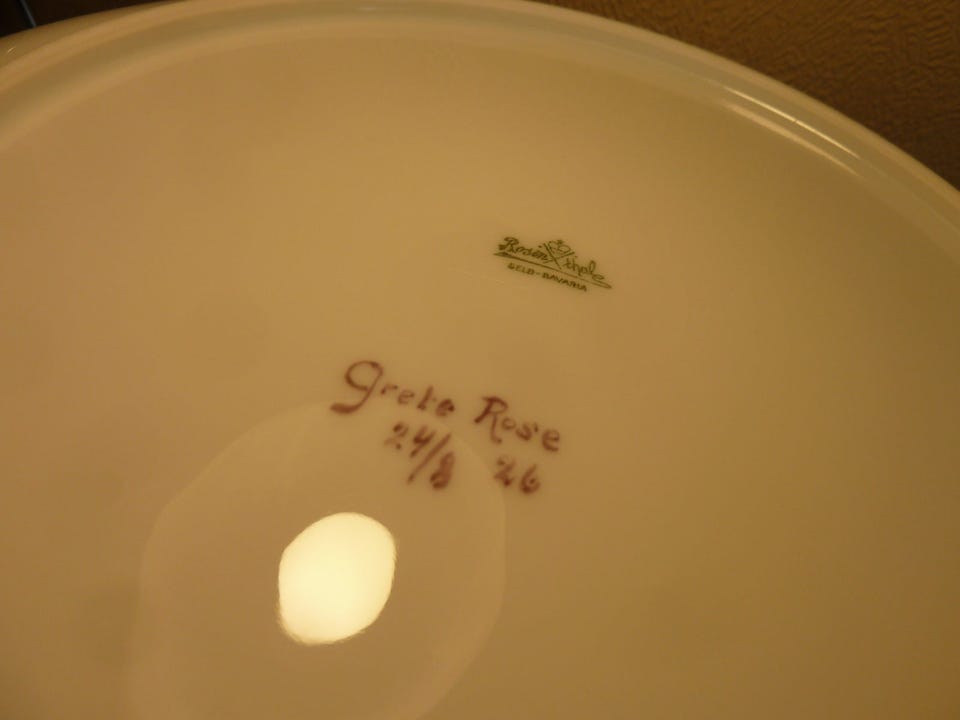 Rosenthal
SELB-BAVARIA
Grete Rose
24/8 26